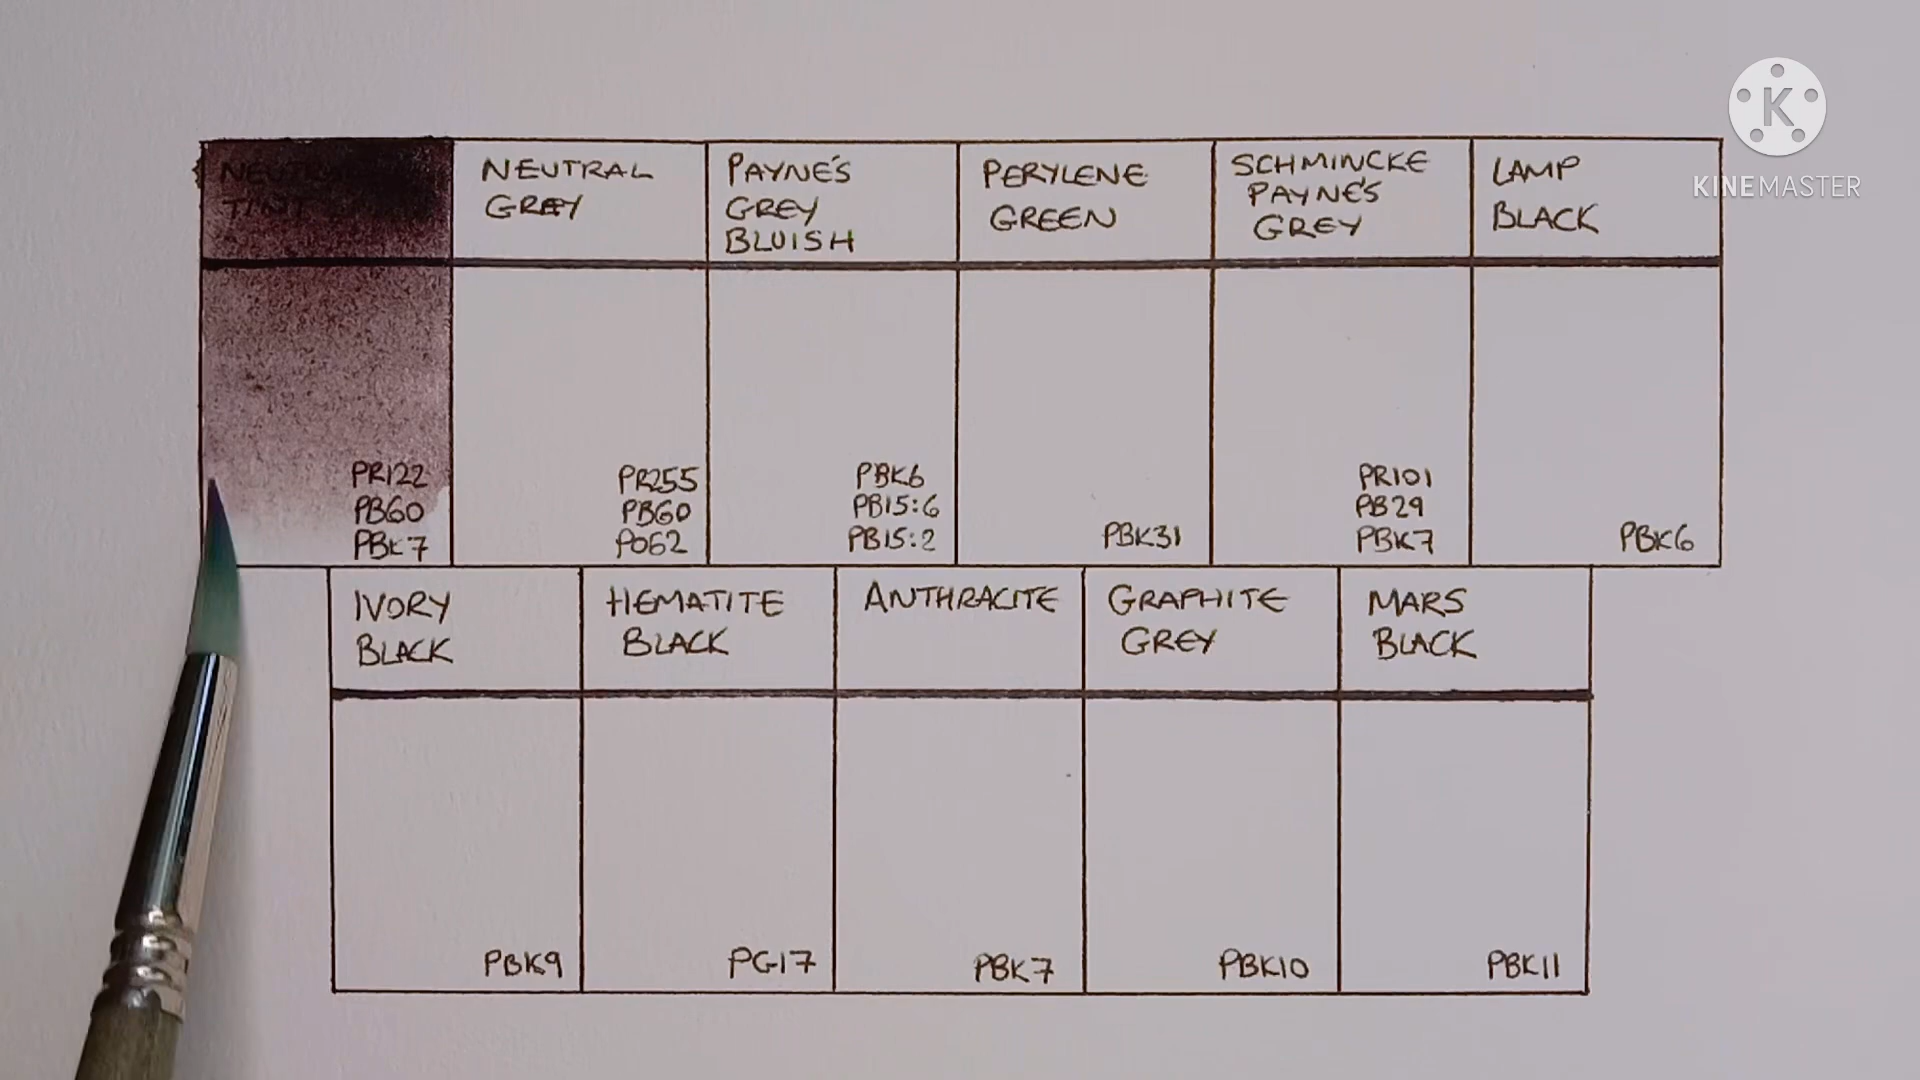 NEUTRAL
TINT
NEUTRAL
GREY
PAYNE'S
GREY
BLUISH
PERYLENE
GREEN
SCHMINCKE
PAYNE'S
GREY
LAMP
BLACK
PR122
PB60
PBK7
PR255
PB60
PO62
PBK6
PB15:6
PB15:2
PBK31
PR101
PB29
PBK7
PBK6
IVORY
BLACK
HEMATITE
BLACK
ANTHRACITE
GRAPHITE
GREY
MARS
BLACK
PBK9
PG17
PBK7
PBK10
PBK11
K
KINEMASTER